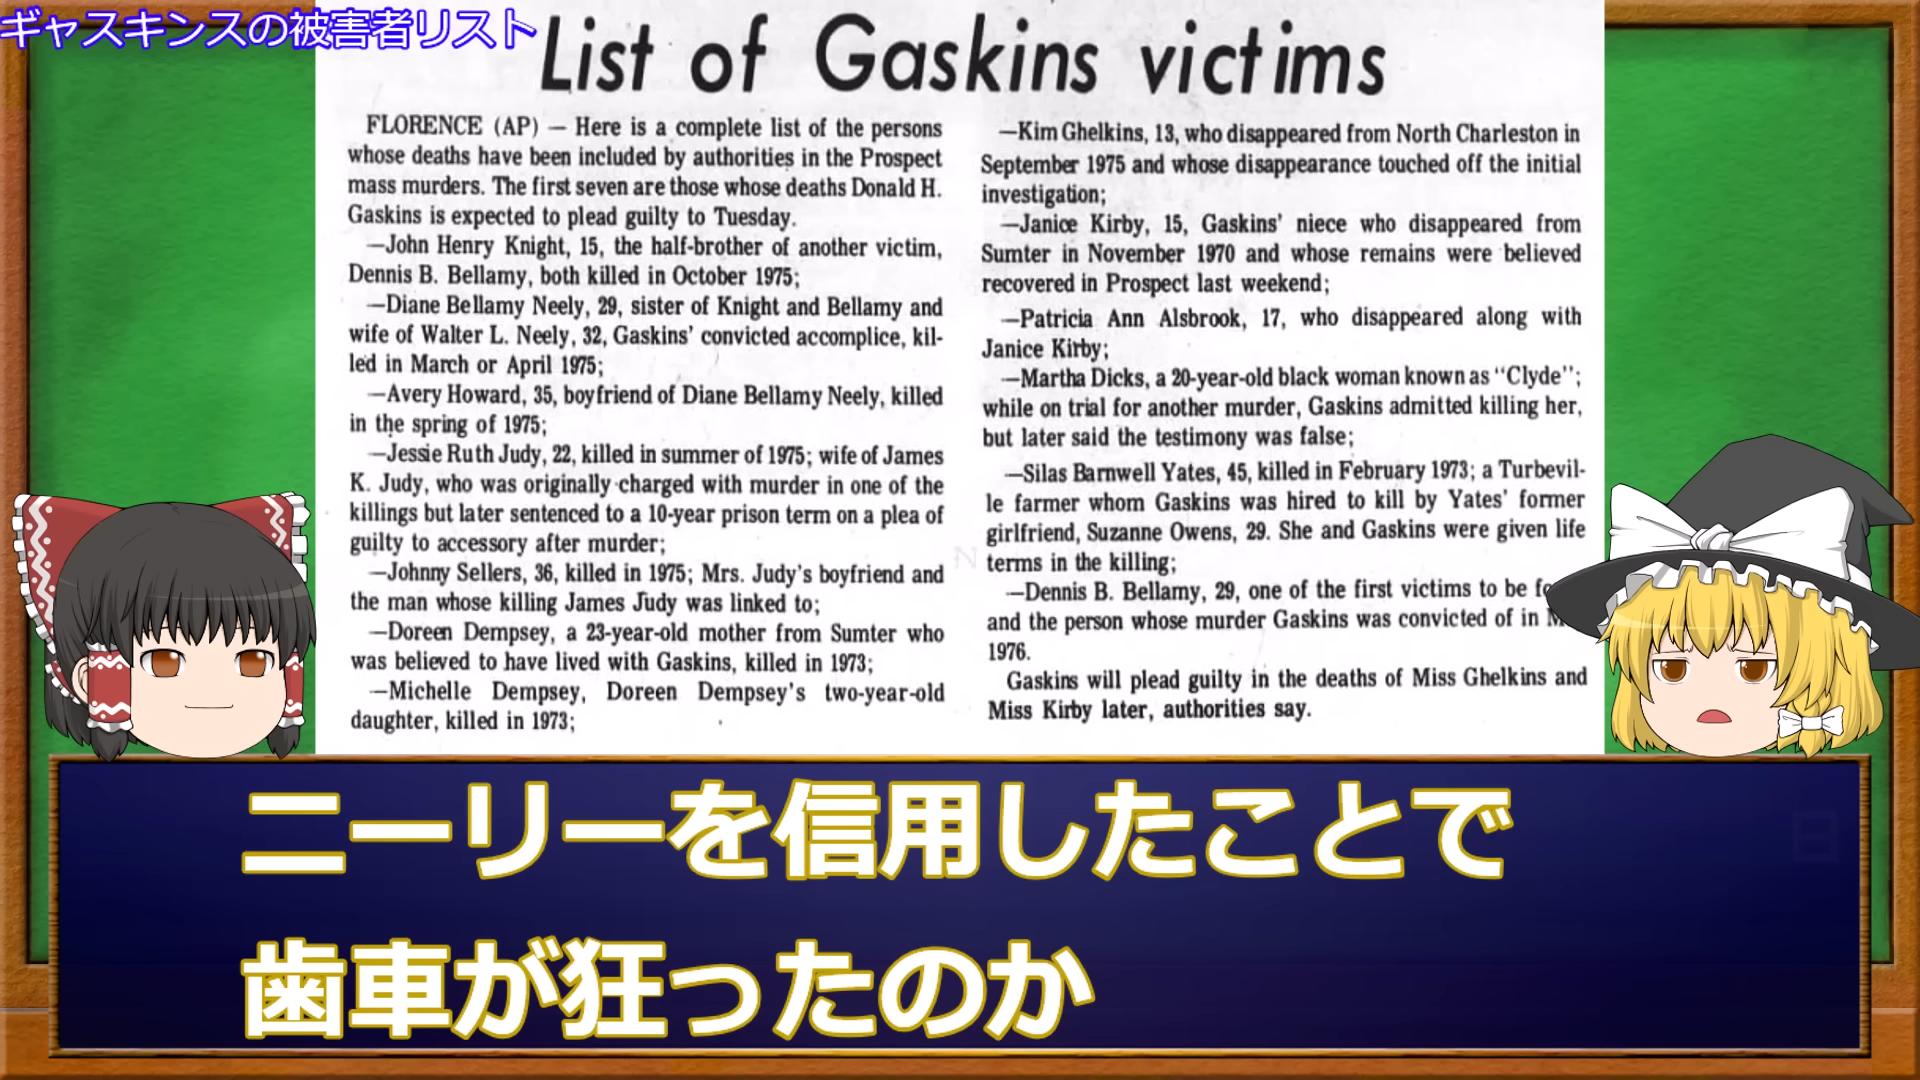 ギャスキンスの被害者リスト
List of Gaskins victims
FLORENCE (AP) — Here is a complete list of the persons
whose deaths have been included by authorities in the Prospect
mass murders. The first seven are those whose deaths Donald H.
Gaskins is expected to plead guilty to Tuesday.
—John Henry Knight, 15, the half-brother of another victim,
Dennis B. Bellamy, both killed in October 1975;
—Diane Bellamy Neely, 29, sister of Knight and Bellamy and
wife of Walter L. Neely, 32, Gaskins' convicted accomplice, kil-
led in March or April 1975;
—Avery Howard, 35, boyfriend of Diane Bellamy Neely, killed
in the spring of 1975;
—Jessie Ruth Judy, 22, killed in summer of 1975; wife of James
K. Judy, who was originally charged with murder in one of the
killings but later sentenced to a 10-year prison term on a plea of
guilty to accessory after murder;
—Johnny Sellers, 36, killed in 1975; Mrs. Judy's boyfriend and
the man whose killing James Judy was linked to;
—Doreen Dempsey, a 23-year-old mother from Sumter who
was believed to have lived with Gaskins, killed in 1973;
—Michelle Dempsey, Doreen Dempsey's two-year-old
daughter, killed in 1973;
—Kim Ghelkins, 13, who disappeared from North Charleston in
September 1975 and whose disappearance touched off the initial
investigation;
—Janice Kirby, 15, Gaskins' niece who disappeared from
Sumter in November 1970 and whose remains were believed
recovered in Prospect last weekend;
—Patricia Ann Alsbrook, 17, who disappeared along with
Janice Kirby;
—Martha Dicks, a 20-year-old black woman known as "Clyde";
while on trial for another murder, Gaskins admitted killing her,
but later said the testimony was false;
—Silas Barnwell Yates, 45, killed in February 1973; a Turbevil-
le farmer whom Gaskins was hired to kill by Yates' former
girlfriend, Suzanne Owens, 29. She and Gaskins were given life
terms in the killing;
—Dennis B. Bellamy, 29, one of the first victims to be
and the person whose murder Gaskins was convicted of in
1976.
Gaskins will plead guilty in the deaths of Miss Ghelkins and
Miss Kirby later, authorities say.
ニーリーを信用したことで
歯車が狂ったのか